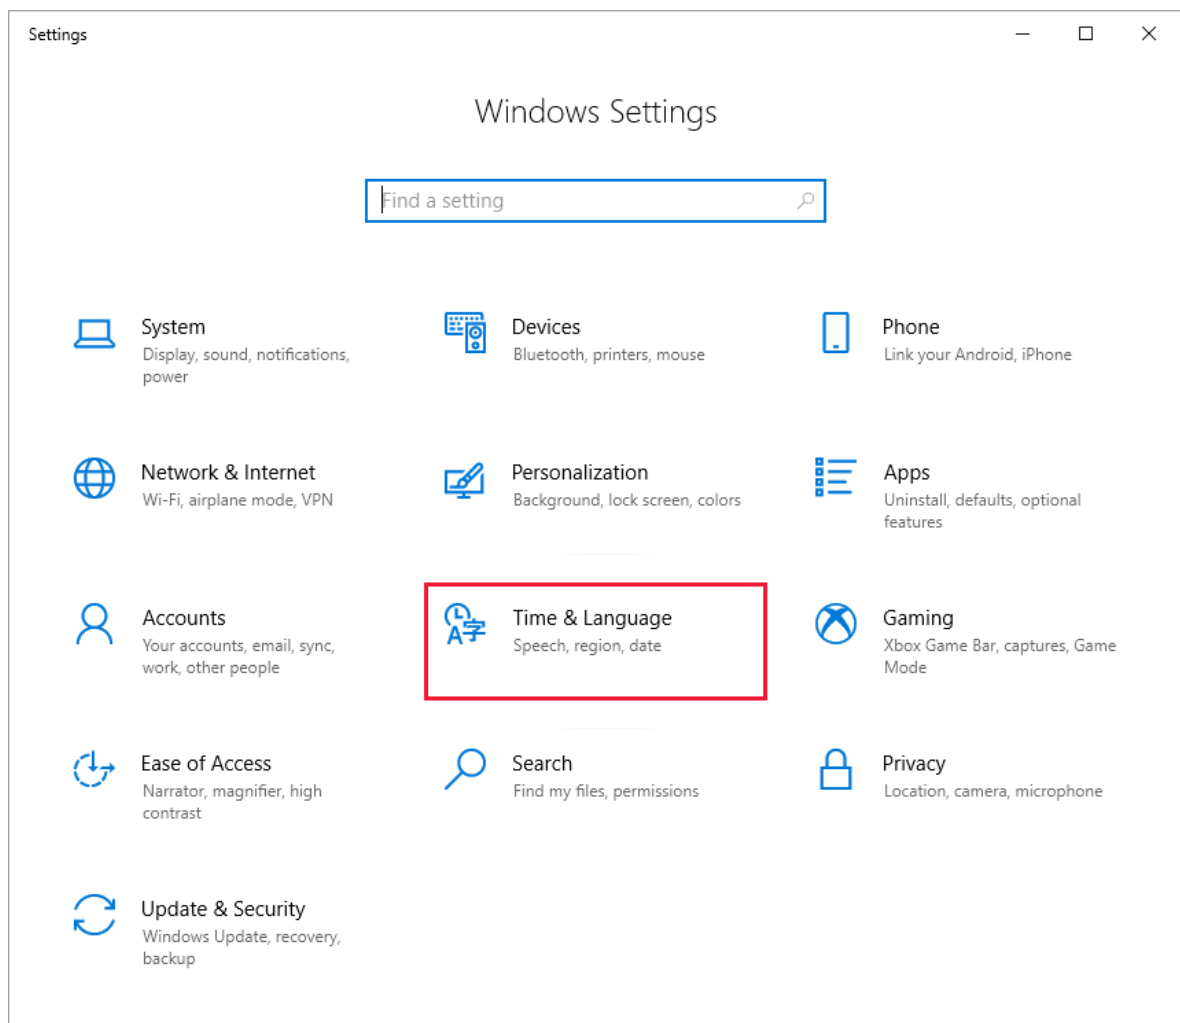 Settings
Windows Settings
Find a setting
System
Display, sound, notifications,
power
Devices
Bluetooth, printers, mouse
Phone
Link your Android, iPhone
Network & Internet
Wi-Fi, airplane mode, VPN
Personalization
Background, lock screen, colors
Apps
Uninstall, defaults, optional
features
Accounts
Your accounts, email, sync,
work, other people
Time & Language
Speech, region, date
Gaming
Xbox Game Bar, captures, Game
Mode
Ease of Access
Narrator, magnifier, high
contrast
Search
Find my files, permissions
Privacy
Location, camera, microphone
Update & Security
Windows Update, recovery,
backup